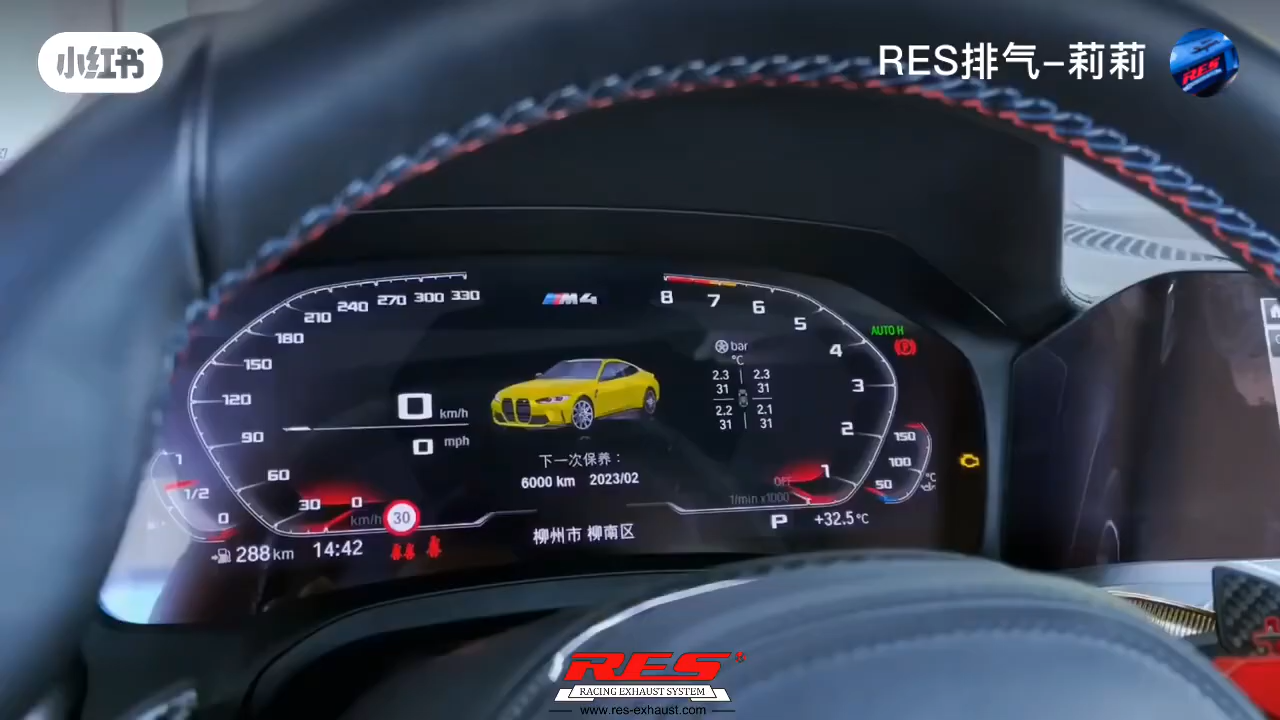 小红书
RES排气-莉莉
RES
M4
240 270 300 330
210
180
150
120
90
60
30
0
km/h
0 km/h
0 mph
8 7 6 5 4 3 2 1
OFF
1/min x1000
bar
°C
2.3 2.3
31 31
2.2 2.1
31 31
AUTO H
P
下一次保养：
6000 km 2023/02
1
1/2
0
150
100
50
°C
30
柳州市 柳南区
P +32.5°C
288 km 14:42
RES
RACING EXHAUST SYSTEM
www.res-exhaust.com